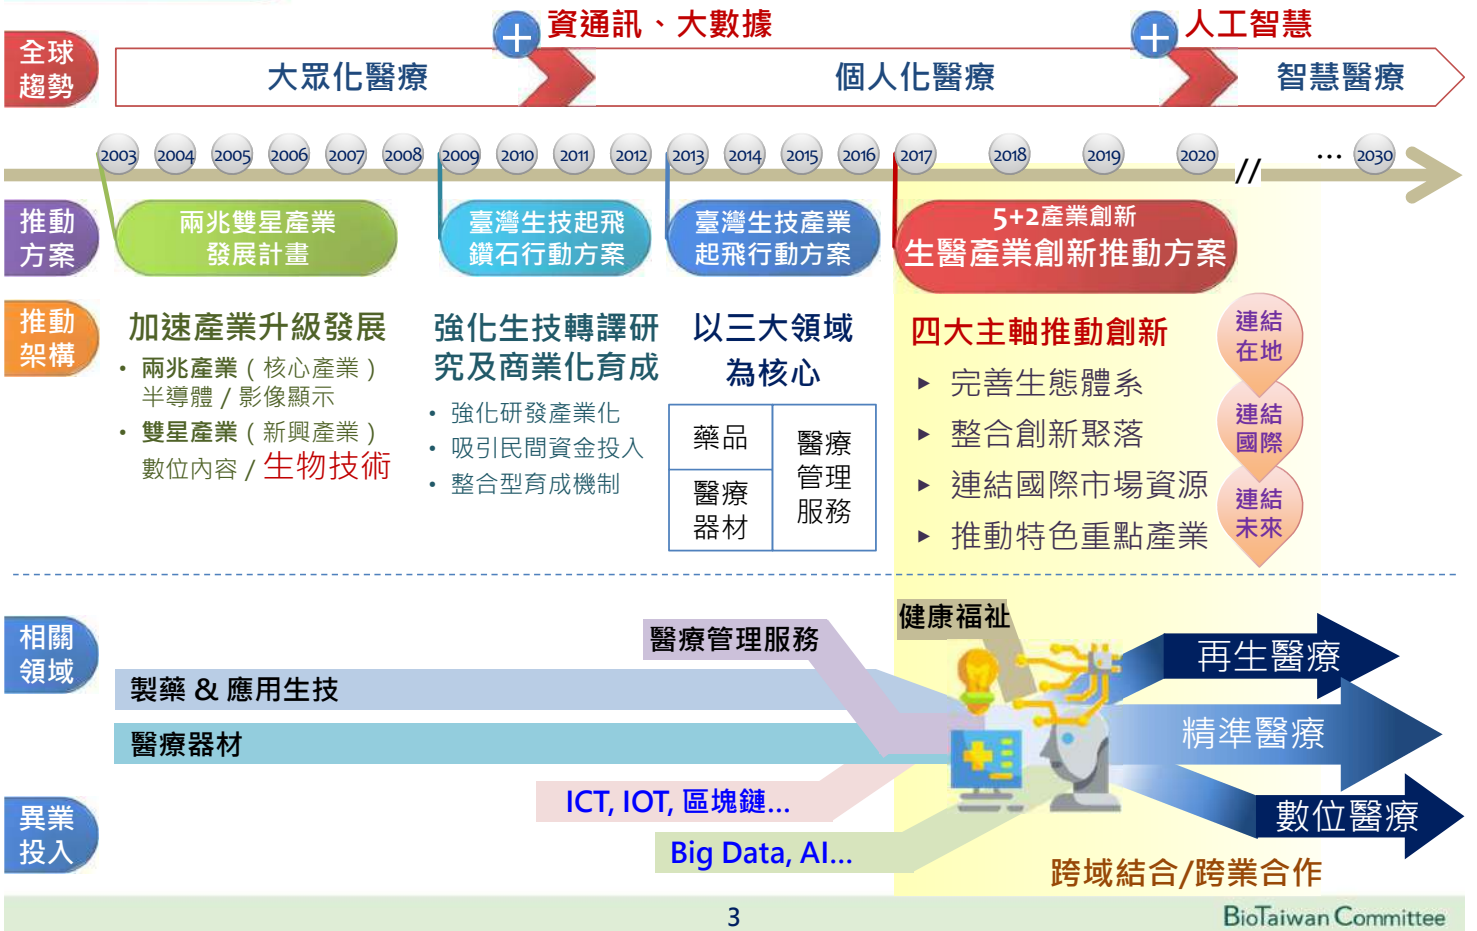 資通訊、大數據
人工智慧
全球
趨勢
大眾化醫療
個人化醫療
智慧醫療
2003 2004 2005 2006 2007 2008 2009 2010 2011 2012 2013 2014 2015 2016 2017 2018 2019 2020 // … 2030
推動
方案
兩兆雙星產業
發展計畫
臺灣生技起飛
鑽石行動方案
臺灣生技產業
起飛行動方案
5+2產業創新
生醫產業創新推動方案
推動
架構
加速產業升級發展
• 兩兆產業(核心產業)
半導體 / 影像顯示
• 雙星產業(新興產業)
數位內容 / 生物技術
強化生技轉譯研
究及商業化育成
• 強化研發產業化
• 吸引民間資金投入
• 整合型育成機制
以三大領域
為核心
藥品
醫療
器材
醫療
管理
服務
四大主軸推動創新
▸ 完善生態體系
▸ 整合創新聚落
▸ 連結國際市場資源
▸ 推動特色重點產業
連結
在地
連結
國際
連結
未來
相關
領域
健康福祉
醫療管理服務
製藥 & 應用生技
醫療器材
再生醫療
精準醫療
數位醫療
異業
投入
ICT, IOT, 區塊鏈...
Big Data, AI...
跨域結合/跨業合作
3
BioTaiwan Committee